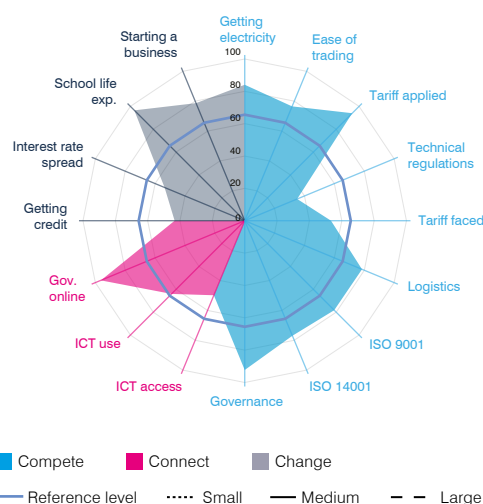 Getting
electricity
Starting a
business
Ease of
trading
100
School life
exp.
80
Tariff applied
60
Interest rate
spread
40
Technical
regulations
20
Getting
credit
0
Tariff faced
Gov.
online
Logistics
ICT use
ISO 9001
ICT access
ISO 14001
Governance
Compete
Connect
Change
Reference level
Small
Medium
Large